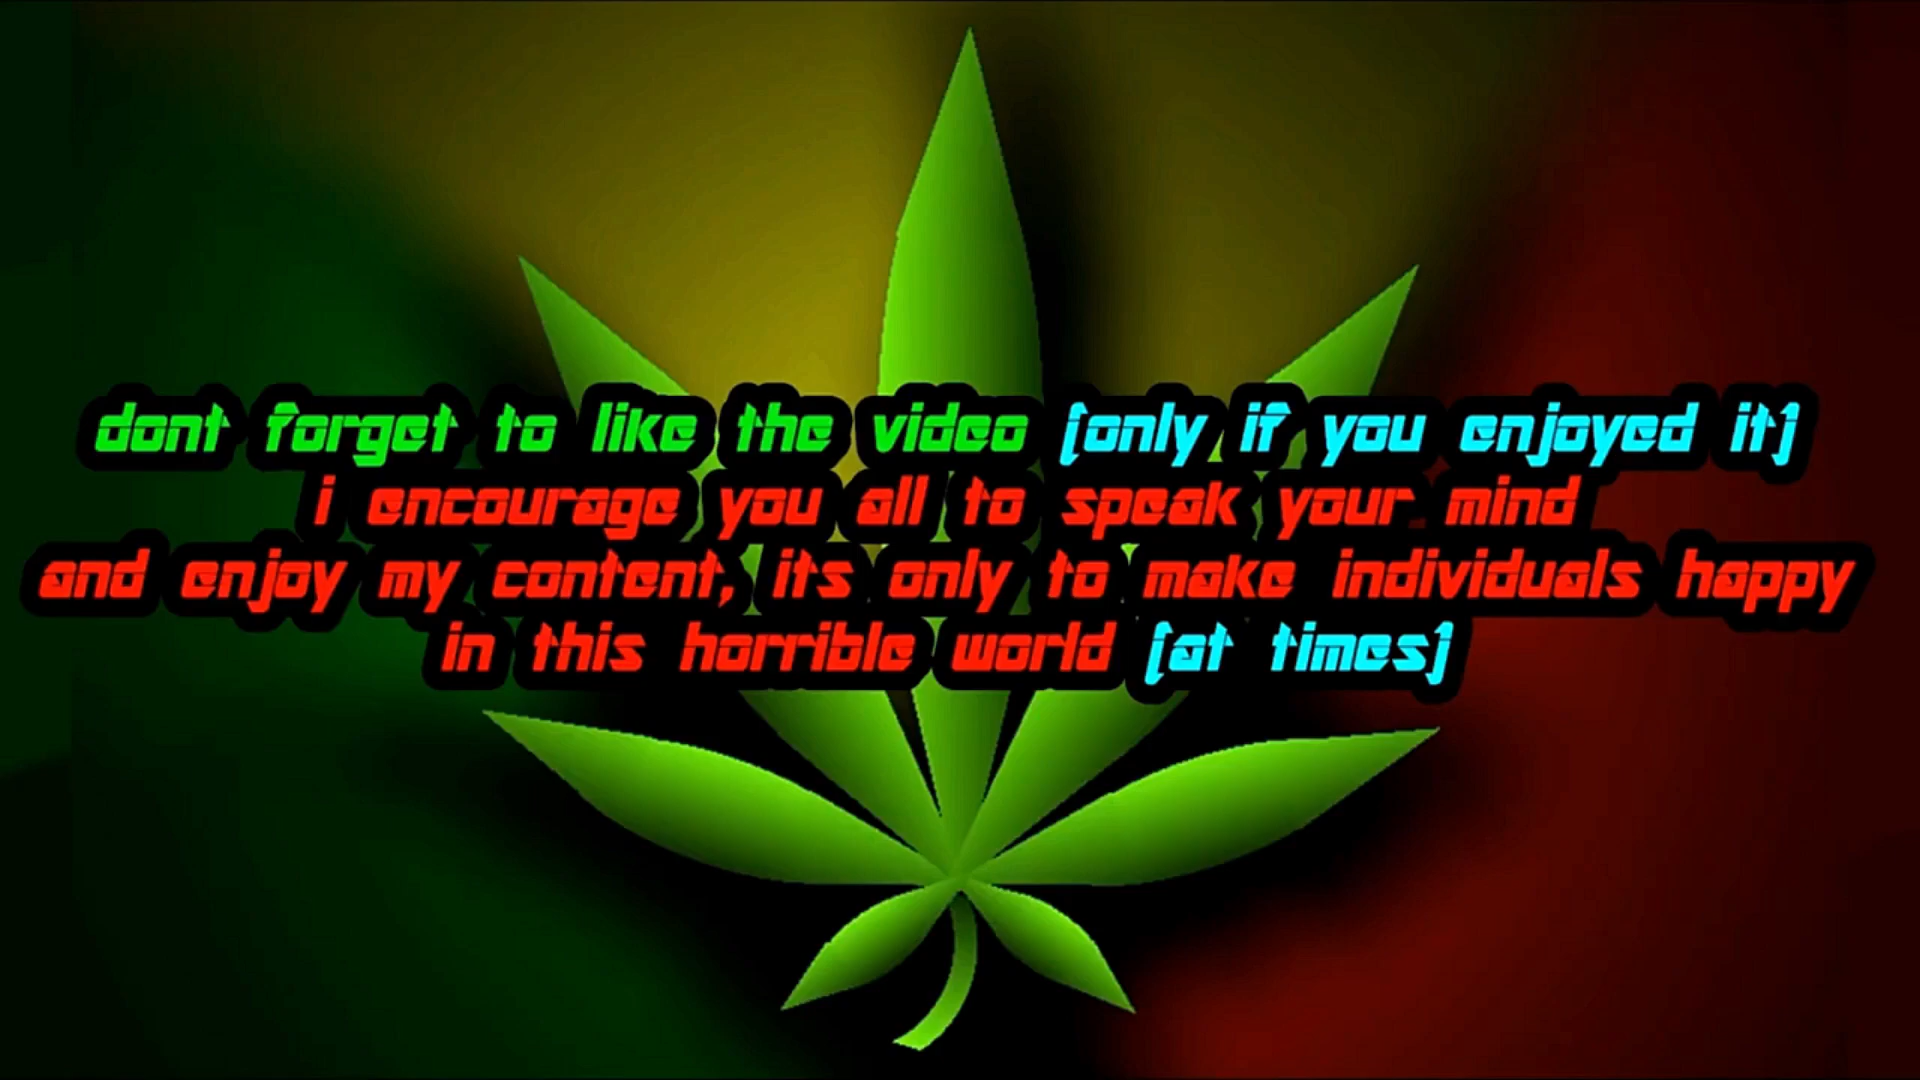 dont forget to like the video (only if you enjoyed it)
i encourage you all to speak your mind
and enjoy my content, its only to make individuals happy
in this horrible world (at times)